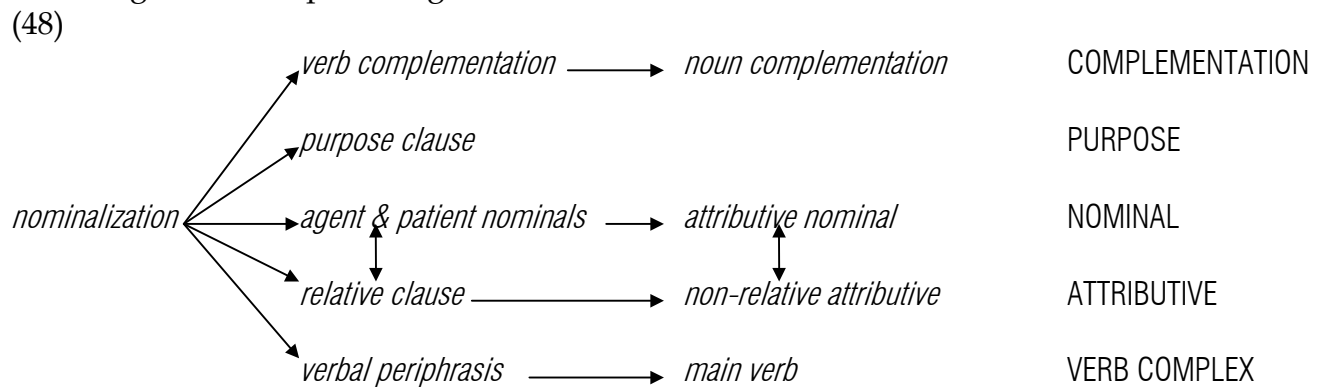 (48)
verb complementation noun complementation COMPLEMENTATION
purpose clause PURPOSE
nominalization agent & patient nominals attributive nominal NOMINAL
relative clause non-relative attributive ATTRIBUTIVE
verbal periphrasis main verb VERB COMPLEX